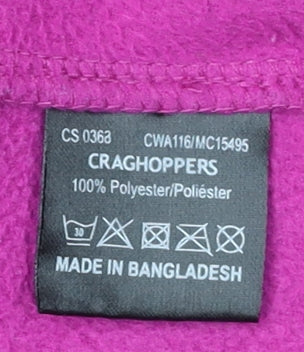 CS 0368 CWA116/MC15495
CRAGHOPPERS
100% Polyester/Poliéster
30
MADE IN BANGLADESH